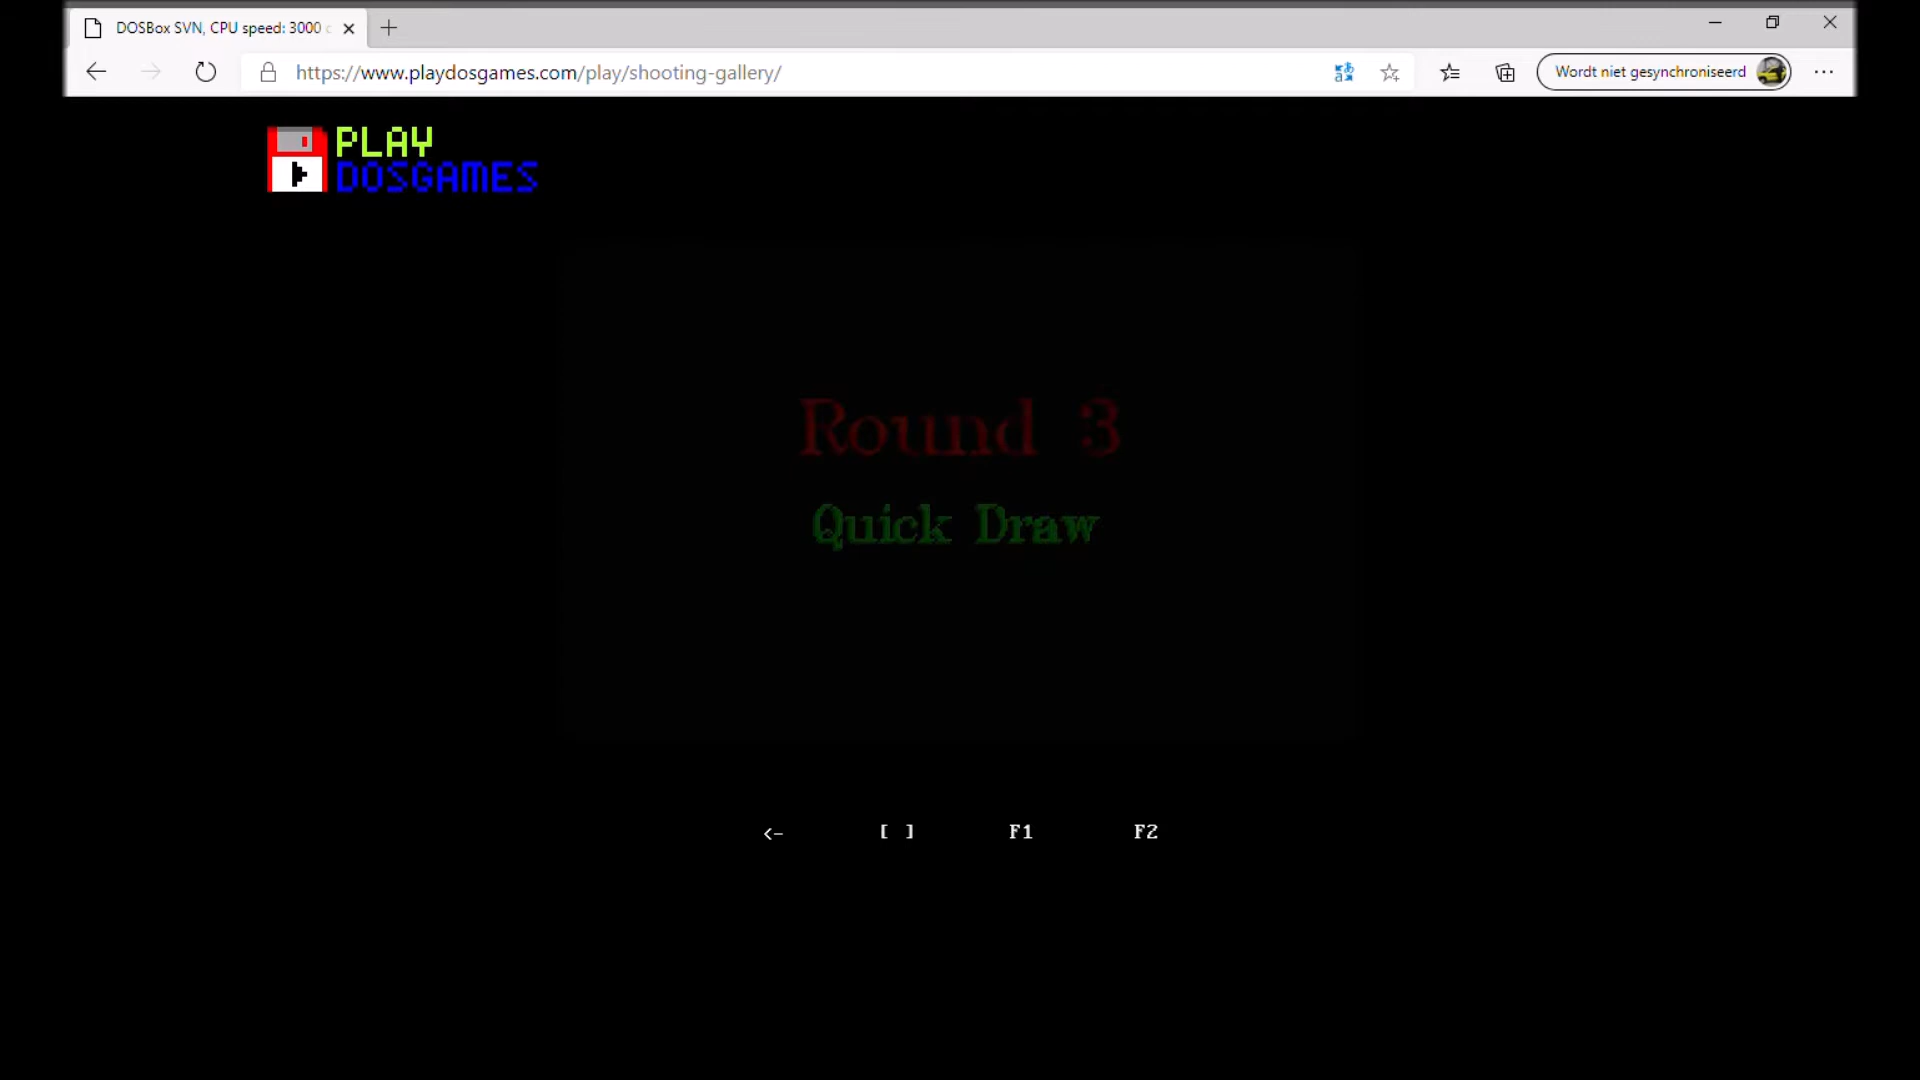 DOSBox SVN, CPU speed: 3000
https://www.playdosgames.com/play/shooting-gallery/
Wordt niet gesynchroniseerd
PLAY
DOSGAMES
Round 3
Quick Draw
<- [ ] F1 F2